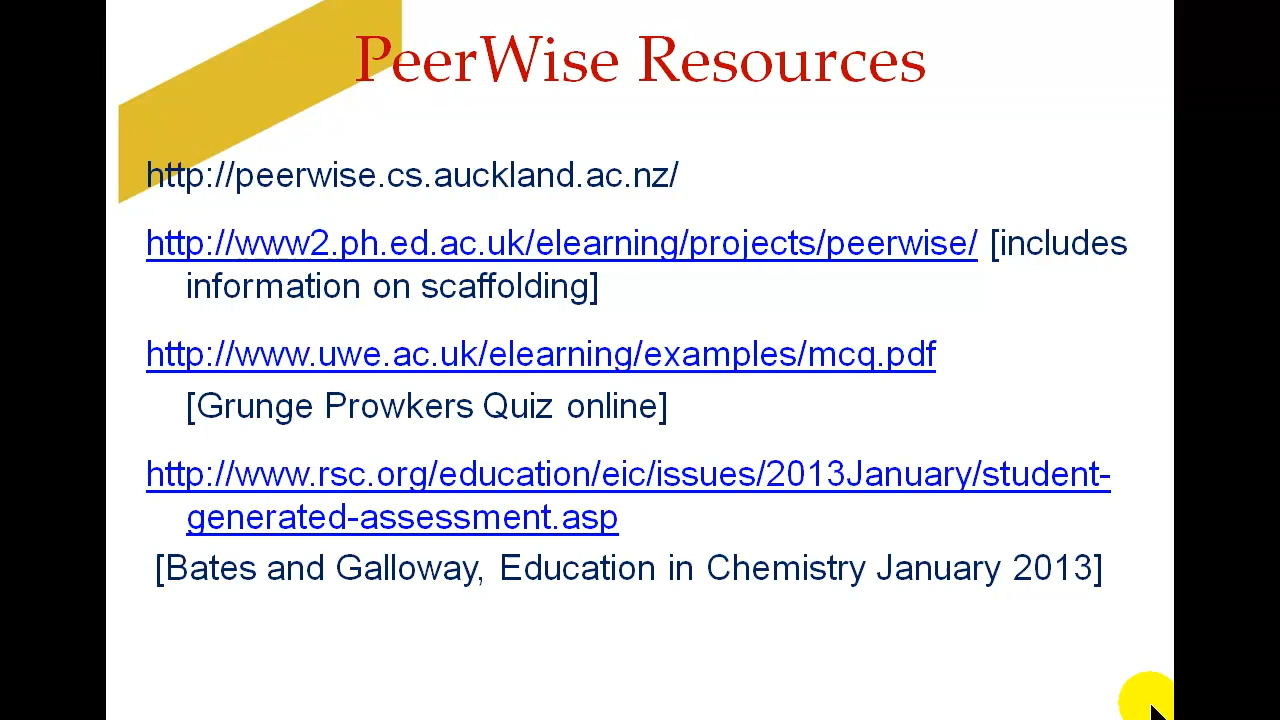 PeerWise Resources
http://peerwise.cs.auckland.ac.nz/
http://www2.ph.ed.ac.uk/elearning/projects/peerwise/ [includes
information on scaffolding]
http://www.uwe.ac.uk/elearning/examples/mcq.pdf
[Grunge Prowkers Quiz online]
http://www.rsc.org/education/eic/issues/2013January/student-
generated-assessment.asp
[Bates and Galloway, Education in Chemistry January 2013]